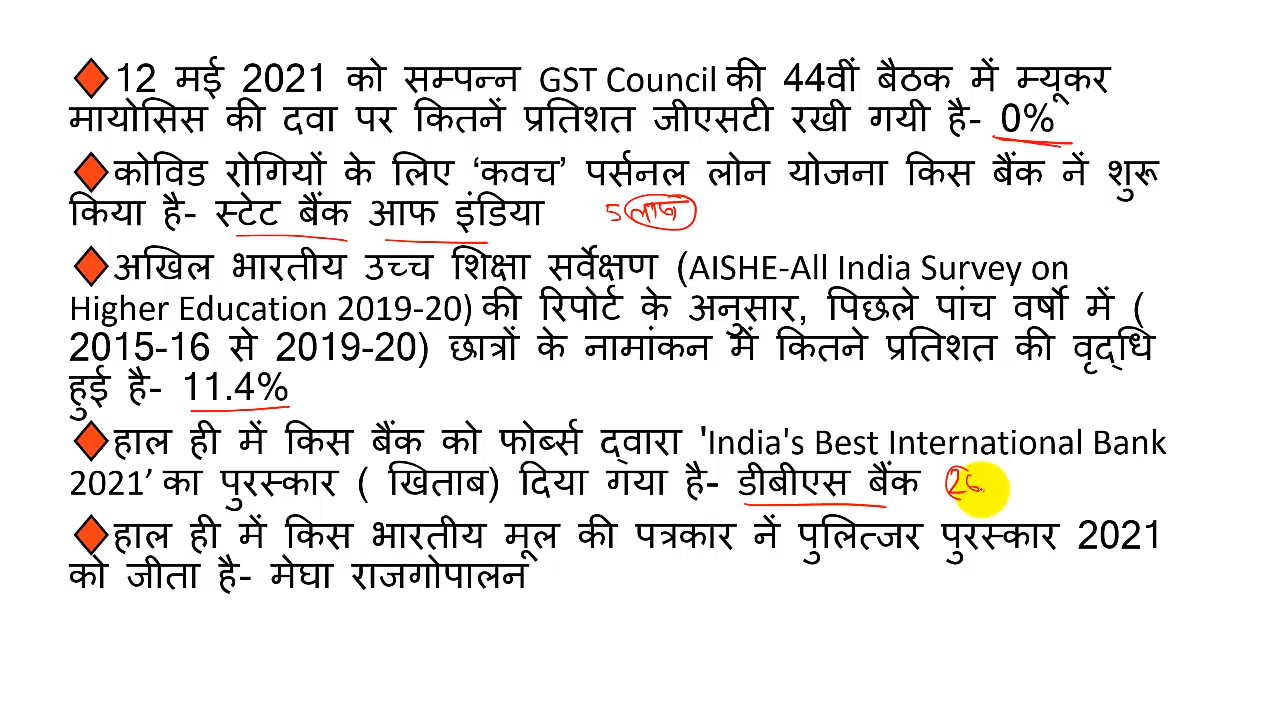 ♦12 मई 2021 को सम्पन्न GST Council की 44वीं बैठक में म्यूकर
मायोसिस की दवा पर कितनें प्रतिशत जीएसटी रखी गयी है- 0%
♦कोविड रोगियों के लिए ‘कवच’ पर्सनल लोन योजना किस बैंक नें शुरू
किया है- स्टेट बैंक आफ इंडिया 5 लाख
♦अखिल भारतीय उच्च शिक्षा सर्वेक्षण (AISHE-All India Survey on
Higher Education 2019-20) की रिपोर्ट के अनुसार, पिछले पांच वर्षो में (
2015-16 से 2019-20) छात्रों के नामांकन में कितने प्रतिशत की वृद्धि
हुई है- 11.4%
♦हाल ही में किस बैंक को फोर्ब्स द्वारा 'India's Best International Bank
2021’ का पुरस्कार ( खिताब) दिया गया है- डीबीएस बैंक 26
♦हाल ही में किस भारतीय मूल की पत्रकार नें पुलित्जर पुरस्कार 2021
को जीता है- मेघा राजगोपालन